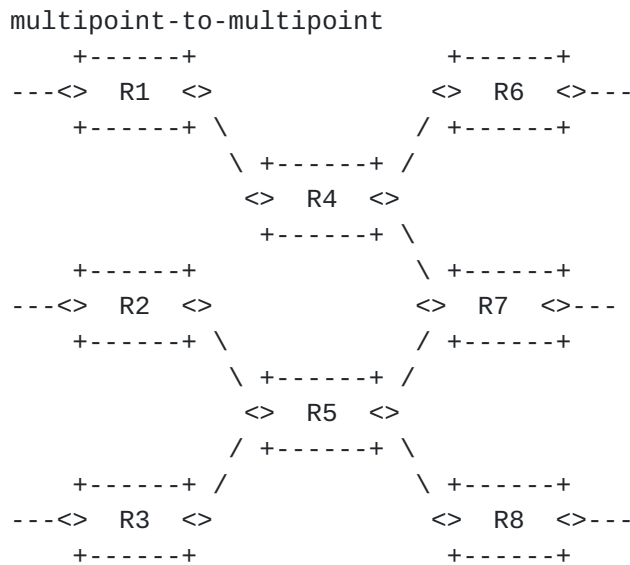 multipoint-to-multipoint
    +------+                 +------+
---<>  R1  <>               <>  R6  <>---
    +------+ \             / +------+
              \ +------+ /
               <>  R4  <>
                +------+ \
    +------+               \ +------+
---<>  R2  <>              <>  R7  <>---
    +------+ \             / +------+
              \ +------+ /
               <>  R5  <>
              / +------+ \
    +------+ /             \ +------+
---<>  R3  <>               <>  R8  <>---
    +------+                 +------+